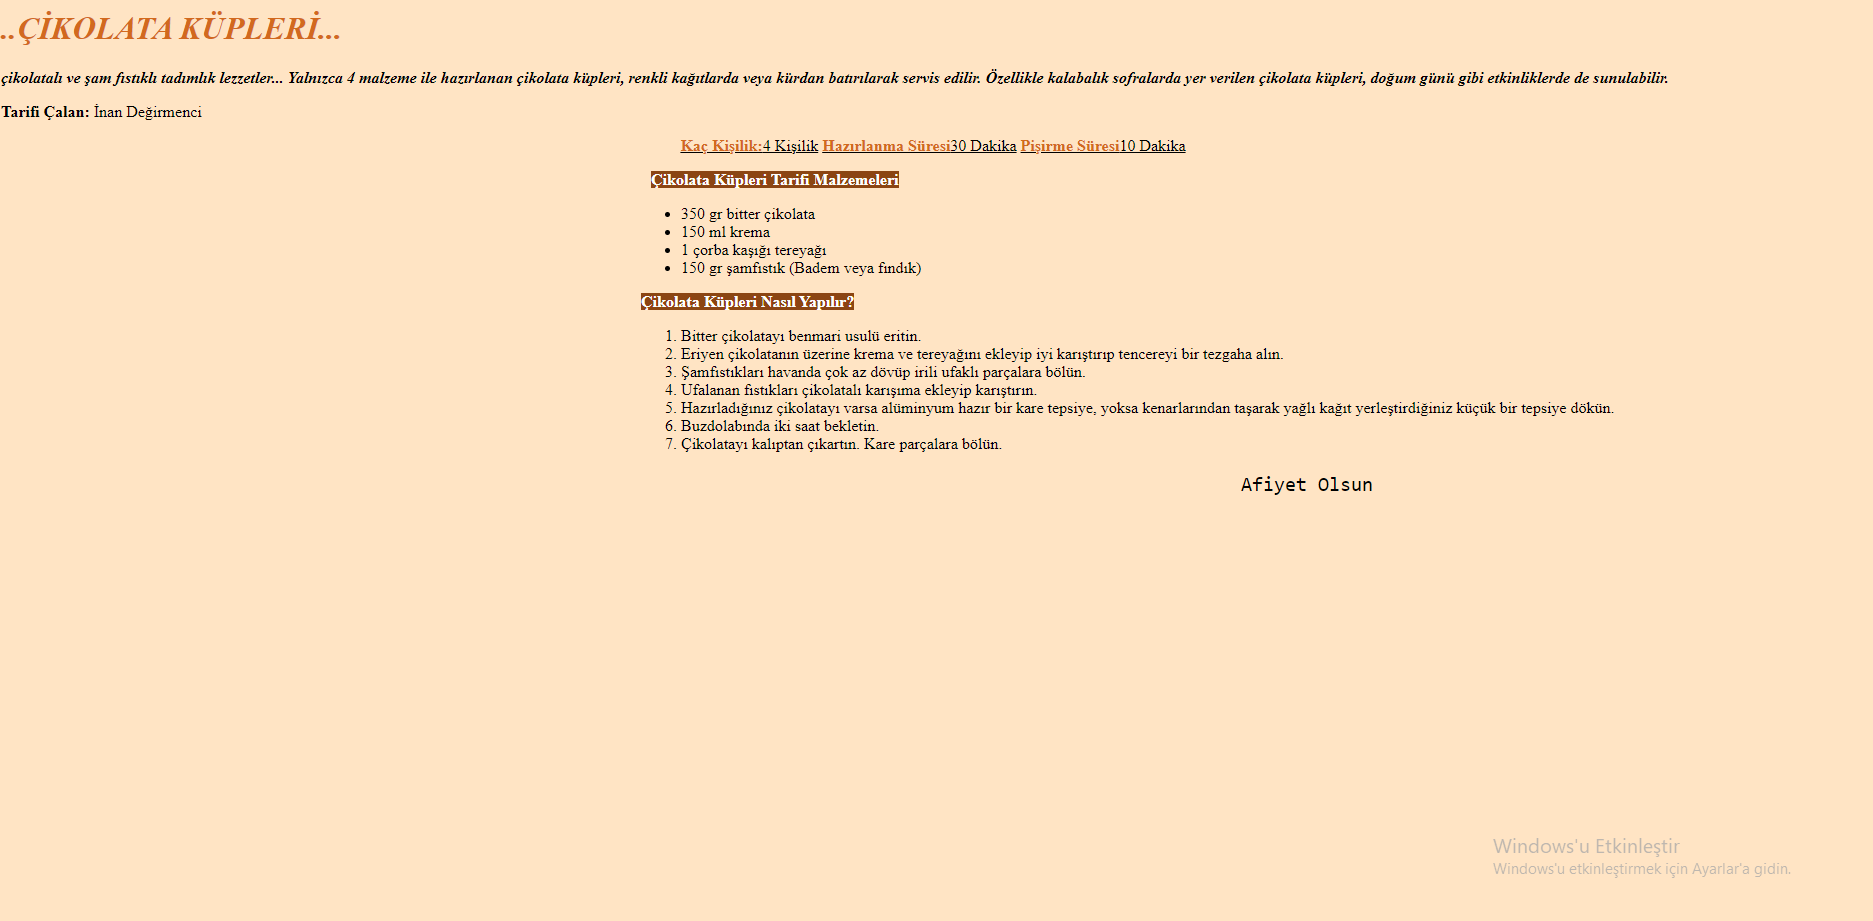 ..ÇİKOLATA KÜPLERİ...
çikolatalı ve şam fıstıklı tadımlık lezzetler... Yalnızca 4 malzeme ile hazırlanan çikolata küpleri, renkli kağıtlarda veya kürdan batırılarak servis edilir. Özellikle kalabalık sofralarda yer verilen çikolata küpleri, doğum günü gibi etkinliklerde de sunulabilir.
Tarifi Çalan: İnan Değirmenci
Kaç Kişilik:4 Kişilik Hazırlanma Süresi30 Dakika Pişirme Süresi10 Dakika
Çikolata Küpleri Tarifi Malzemeleri
• 350 gr bitter çikolata
• 150 ml krema
• 1 çorba kaşığı tereyağı
• 150 gr şamfıstık (Badem veya fındık)
Çikolata Küpleri Nasıl Yapılır?
1. Bitter çikolatayı benmari usulü eritin.
2. Eriyen çikolatanın üzerine krema ve tereyağını ekleyip iyi karıştırıp tencereyi bir tezgaha alın.
3. Şamfıstıkları havanda çok az dövüp irili ufaklı parçalara bölün.
4. Ufalanan fıstıkları çikolatalı karışıma ekleyip karıştırın.
5. Hazırladığınız çikolatayı varsa alüminyum hazır bir kare tepsiye, yoksa kenarlarından taşarak yağlı kağıt yerleştirdiğiniz küçük bir tepsiye dökün.
6. Buzdolabında iki saat bekletin.
7. Çikolatayı kalıptan çıkartın. Kare parçalara bölün.
Afiyet Olsun
Windows'u Etkinleştir
Windows'u etkinleştirmek için Ayarlar'a gidin.